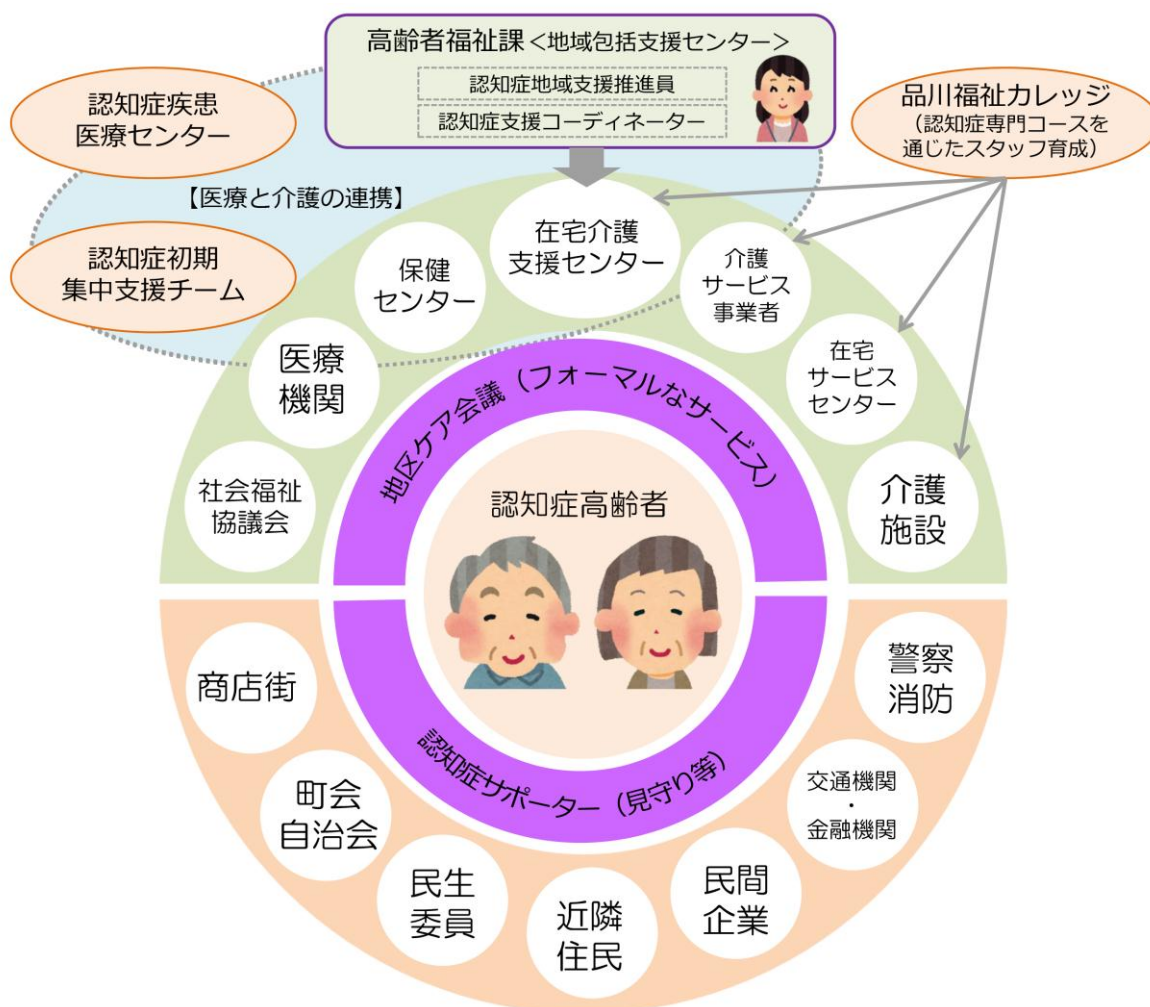 高齢者福祉課<地域包括支援センター>
認知症地域支援推進員
認知症支援コーディネーター
認知症疾患
医療センター
品川福祉カレッジ
（認知症専門コースを
通じたスタッフ育成）
【医療と介護の連携】
認知症初期
集中支援チーム
在宅介護
支援センター
保健
センター
介護
サービス
事業者
医療
機関
在宅
サービス
センター
社会福祉
協議会
介護
施設
地区ケア会議（フォーマルなサービス）
認知症高齢者
認知症サポーター（見守り等）
商店街
町会
自治会
民生
委員
近隣
住民
民間
企業
交通機関
・
金融機関
警察
消防